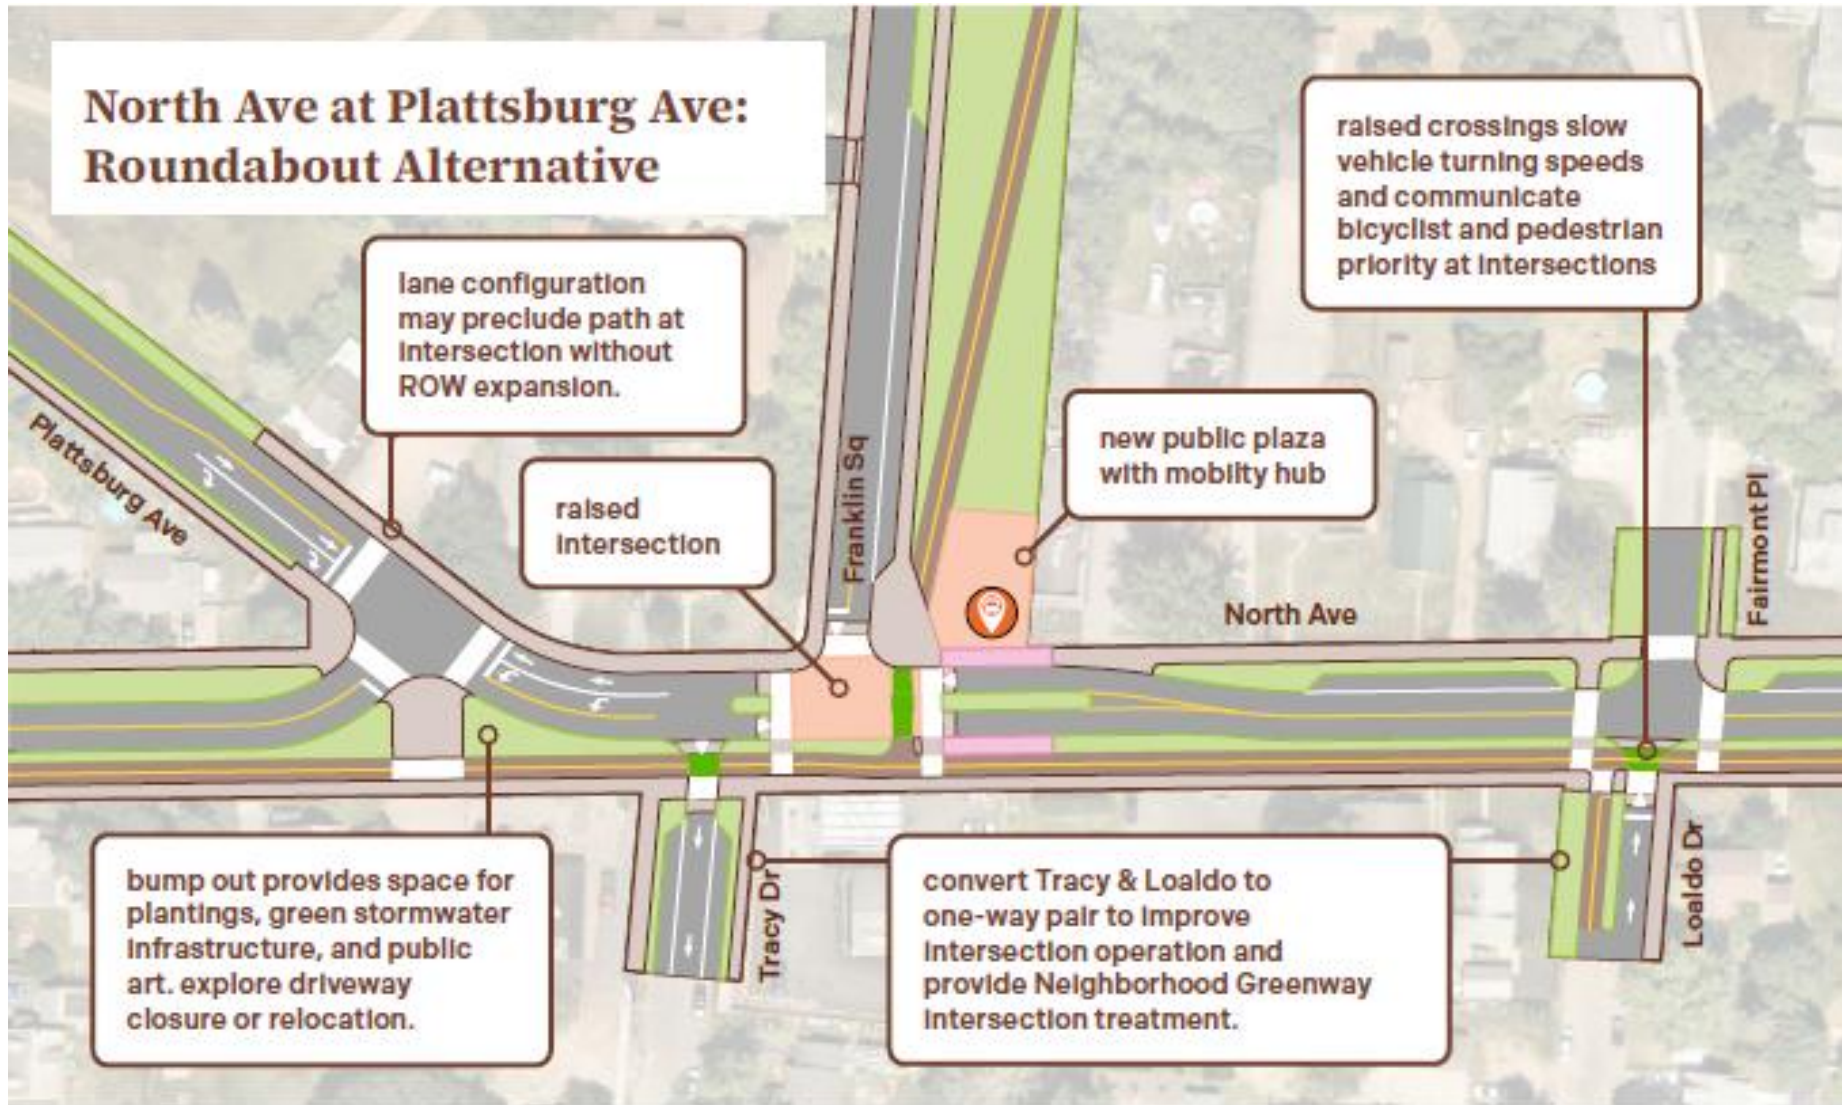 North Ave at Plattsburg Ave:
Roundabout Alternative
raised crossings slow
vehicle turning speeds
and communicate
bicyclist and pedestrian
priority at intersections
lane configuration
may preclude path at
intersection without
ROW expansion.
new public plaza
with mobility hub
raised
intersection
Plattsburg Ave
Franklin Sq
North Ave
Fairmont Pl
bump out provides space for
plantings, green stormwater
infrastructure, and public
art. explore driveway
closure or relocation.
Tracy Dr
convert Tracy & Loaldo to
one-way pair to improve
intersection operation and
provide Neighborhood Greenway
intersection treatment.
Loaldo Dr